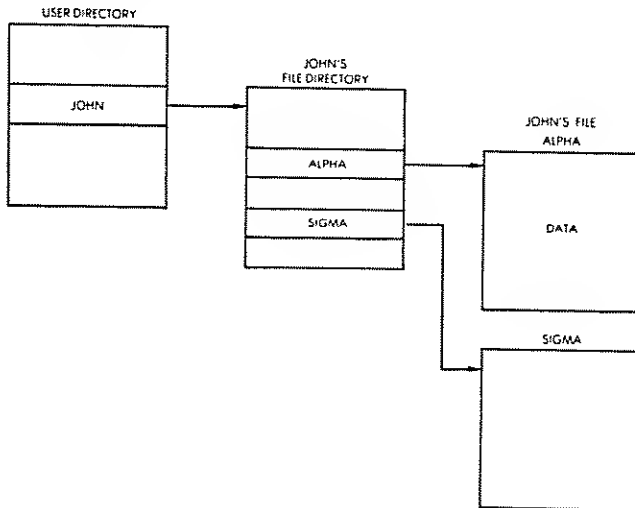 USER DIRECTORY
JOHN
JOHN'S
FILE DIRECTORY
ALPHA
SIGMA
JOHN'S FILE
ALPHA
DATA
SIGMA